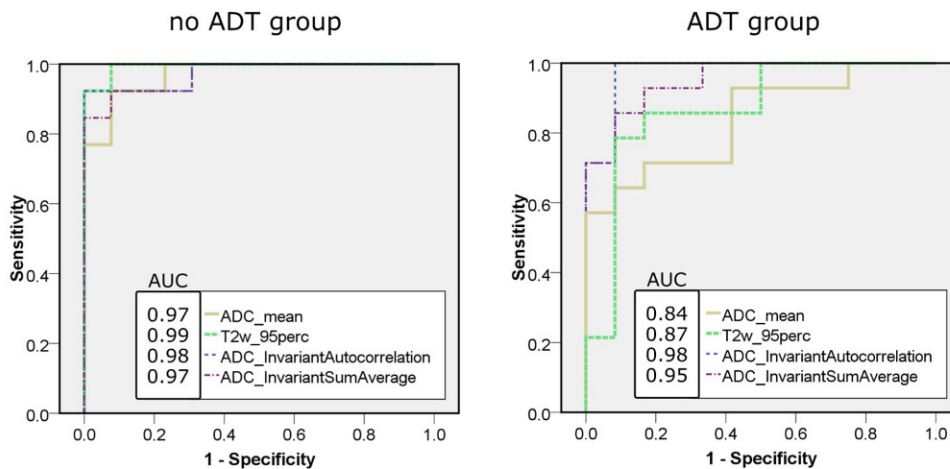 no ADT group
1.0
0.8
0.6
0.4
0.2
0.0
Sensitivity
AUC
0.97 ADC_mean
0.99 T2w_95perc
0.98 ADC_InvariantAutocorrelation
0.97 ADC_InvariantSumAverage
0.0 0.2 0.4 0.6 0.8 1.0
1 - Specificity
ADT group
1.0
0.8
0.6
0.4
0.2
0.0
Sensitivity
AUC
0.84 ADC_mean
0.87 T2w_95perc
0.98 ADC_InvariantAutocorrelation
0.95 ADC_InvariantSumAverage
0.0 0.2 0.4 0.6 0.8 1.0
1 - Specificity